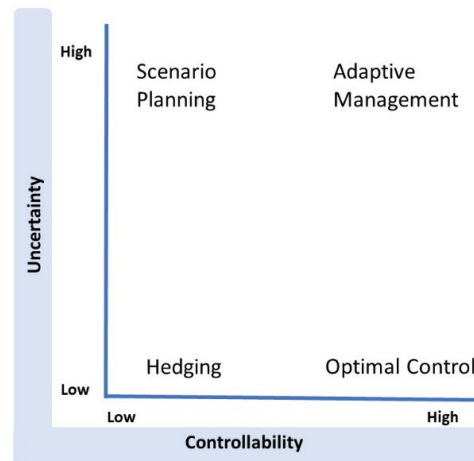 High
Scenario
Planning
Adaptive
Management
Uncertainty
Hedging
Optimal Control
Low
Low
High
Controllability